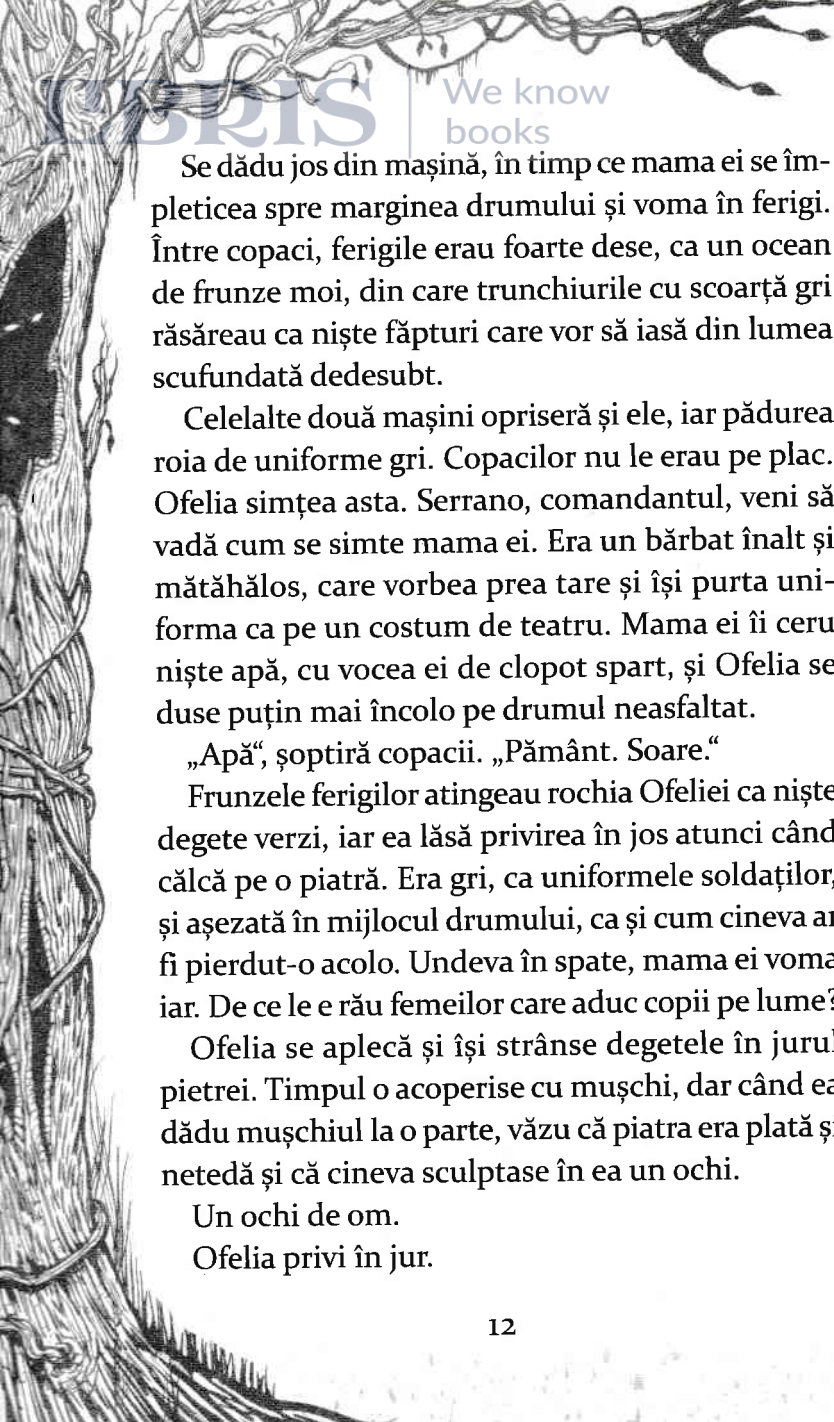 LIBRIS
We know
books
Se dădu jos din mașină, în timp ce mama ei se îm-
pleticea spre marginea drumului și voma în ferigi.
Între copaci, ferigile erau foarte dese, ca un ocean
de frunze moi, din care trunchiurile cu scoarță gri
răsăreau ca niște făpturi care vor să iasă din lumea
scufundată dedesubt.
Celelalte două mașini opriseră și ele, iar pădurea
roia de uniforme gri. Copacilor nu le erau pe plac.
Ofelia simțea asta. Serrano, comandantul, veni să
vadă cum se simte mama ei. Era un bărbat înalt și
mătăhălos, care vorbea prea tare și își purta uni-
forma ca pe un costum de teatru. Mama ei îi ceru
niște apă, cu vocea ei de clopot spart, și Ofelia se
duse puțin mai încolo pe drumul neasfaltat.
„Apă“, șoptiră copacii. „Pământ. Soare.“
Frunzele ferigilor atingeau rochia Ofeliei ca niște
degete verzi, iar ea lăsă privirea în jos atunci când
călcă pe o piatră. Era gri, ca uniformele soldaților,
și așezată în mijlocul drumului, ca și cum cineva ar
fi pierdut-o acolo. Undeva în spate, mama ei voma
iar. De ce le e rău femeilor care aduc copii pe lume?
Ofelia se aplecă și își strânse degetele în jurul
pietrei. Timpul o acoperise cu mușchi, dar când ea
dădu mușchiul la o parte, văzu că piatra era plată și
netedă și că cineva sculptase în ea un ochi.
Un ochi de om.
Ofelia privi în jur.
12